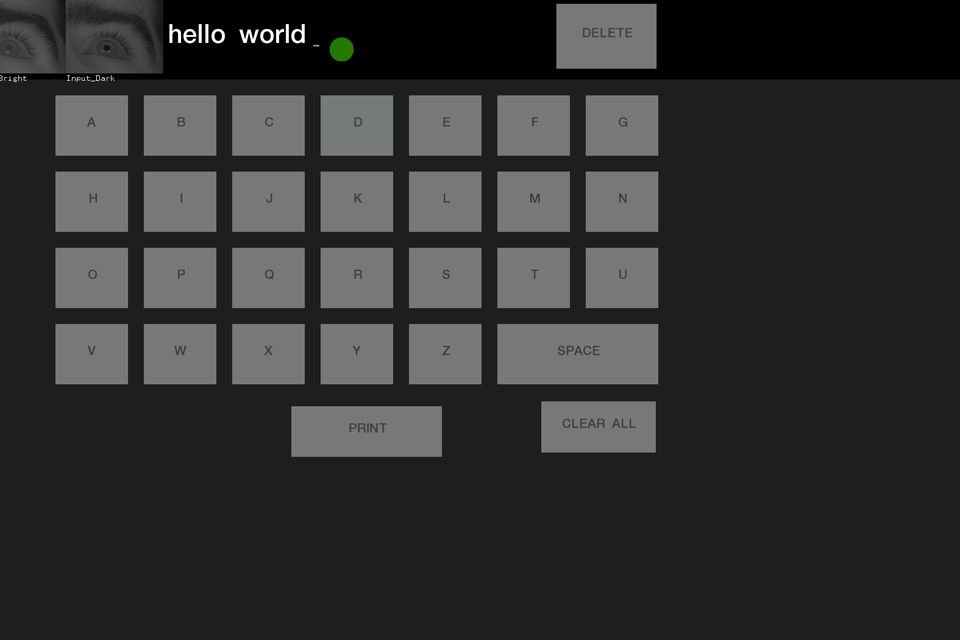 hello world _
DELETE
Bright Input_Dark
A B C D E F G
H I J K L M N
O P Q R S T U
V W X Y Z SPACE
PRINT CLEAR ALL